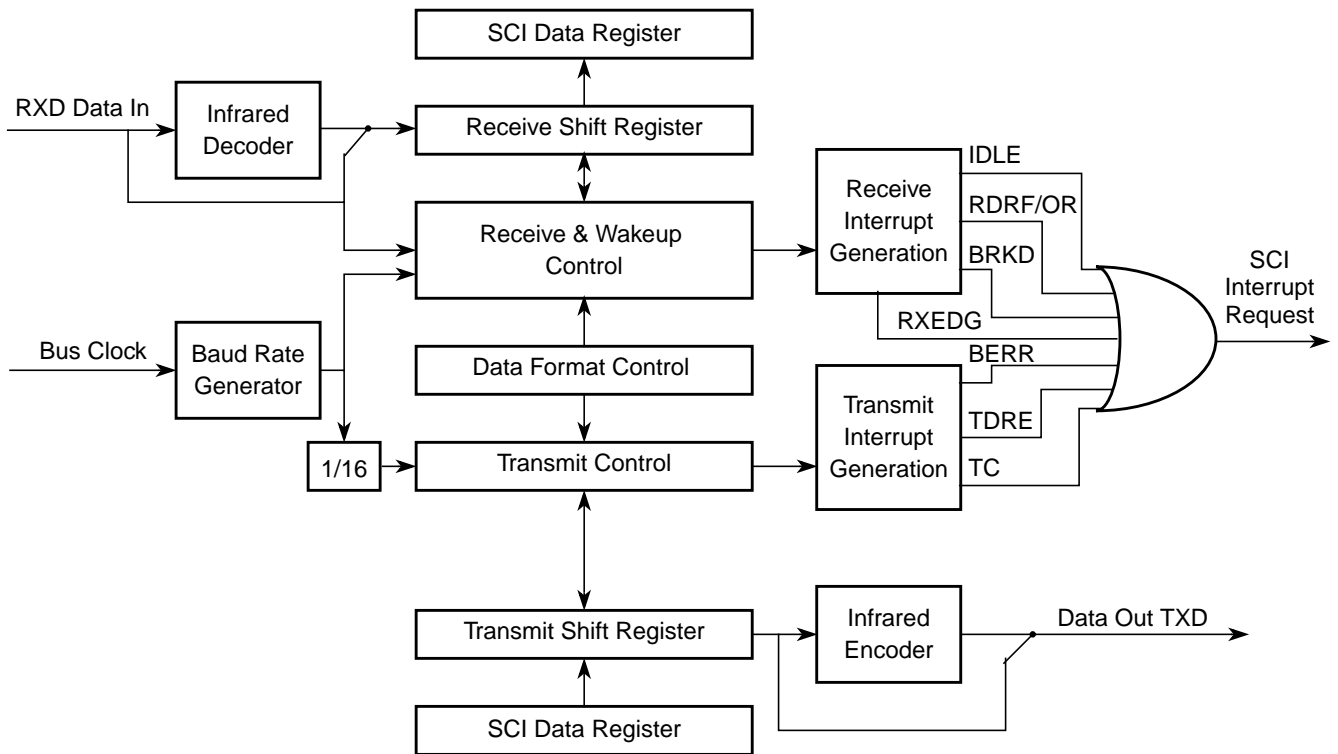 SCI Data Register
RXD Data In
Infrared
Decoder
Receive Shift Register
Receive & Wakeup
Control
Receive
Interrupt
Generation
IDLE
RDRF/OR
BRKD
RXEDG
SCI
Interrupt
Request
Bus Clock
Baud Rate
Generator
Data Format Control
BERR
Transmit
Interrupt
Generation
TDRE
TC
1/16
Transmit Control
Transmit Shift Register
Infrared
Encoder
Data Out TXD
SCI Data Register